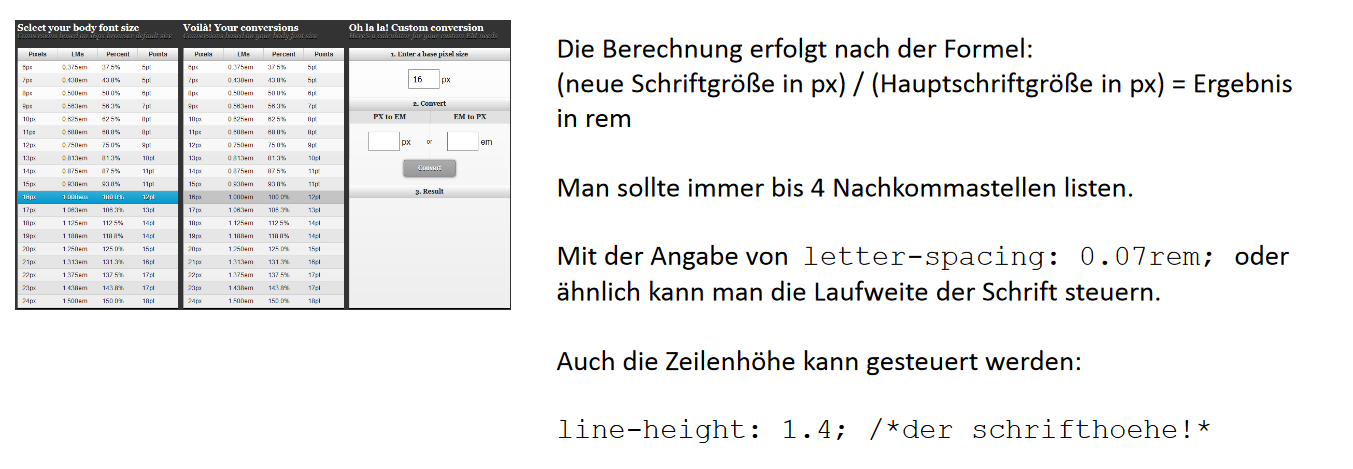 Select your body font size
Conversions based on 16px browser default size
Pixels EMs Percent Points
6px 0.375em 37.5% 5pt
7px 0.438em 43.8% 5pt
8px 0.500em 50.0% 6pt
9px 0.563em 56.3% 7pt
10px 0.625em 62.5% 8pt
11px 0.688em 68.8% 8pt
12px 0.750em 75.0% 9pt
13px 0.813em 81.3% 10pt
14px 0.875em 87.5% 11pt
15px 0.938em 93.8% 11pt
16px 1.000em 100.0% 12pt
17px 1.063em 106.3% 13pt
18px 1.125em 112.5% 14pt
19px 1.188em 118.8% 14pt
20px 1.250em 125.0% 15pt
21px 1.313em 131.3% 16pt
22px 1.375em 137.5% 17pt
23px 1.438em 143.8% 17pt
24px 1.500em 150.0% 18pt
Voilà! Your conversions
Conversions based on your body font size
Pixels EMs Percent Points
6px 0.375em 37.5% 5pt
7px 0.438em 43.8% 5pt
8px 0.500em 50.0% 6pt
9px 0.563em 56.3% 7pt
10px 0.625em 62.5% 8pt
11px 0.688em 68.8% 8pt
12px 0.750em 75.0% 9pt
13px 0.813em 81.3% 10pt
14px 0.875em 87.5% 11pt
15px 0.938em 93.8% 11pt
16px 1.000em 100.0% 12pt
17px 1.063em 106.3% 13pt
18px 1.125em 112.5% 14pt
19px 1.188em 118.8% 14pt
20px 1.250em 125.0% 15pt
21px 1.313em 131.3% 16pt
22px 1.375em 137.5% 17pt
23px 1.438em 143.8% 17pt
24px 1.500em 150.0% 18pt
Oh la la! Custom conversion
Here's a calculator for your custom EM needs
1. Enter a base pixel size
16 px
2. Convert
PX to EM EM to PX
px or em
Convert
3. Result
Die Berechnung erfolgt nach der Formel:
(neue Schriftgröße in px) / (Hauptschriftgröße in px) = Ergebnis
in rem
Man sollte immer bis 4 Nachkommastellen listen.
Mit der Angabe von letter-spacing: 0.07rem; oder
ähnlich kann man die Laufweite der Schrift steuern.
Auch die Zeilenhöhe kann gesteuert werden:
line-height: 1.4; /*der schrifthoehe!*